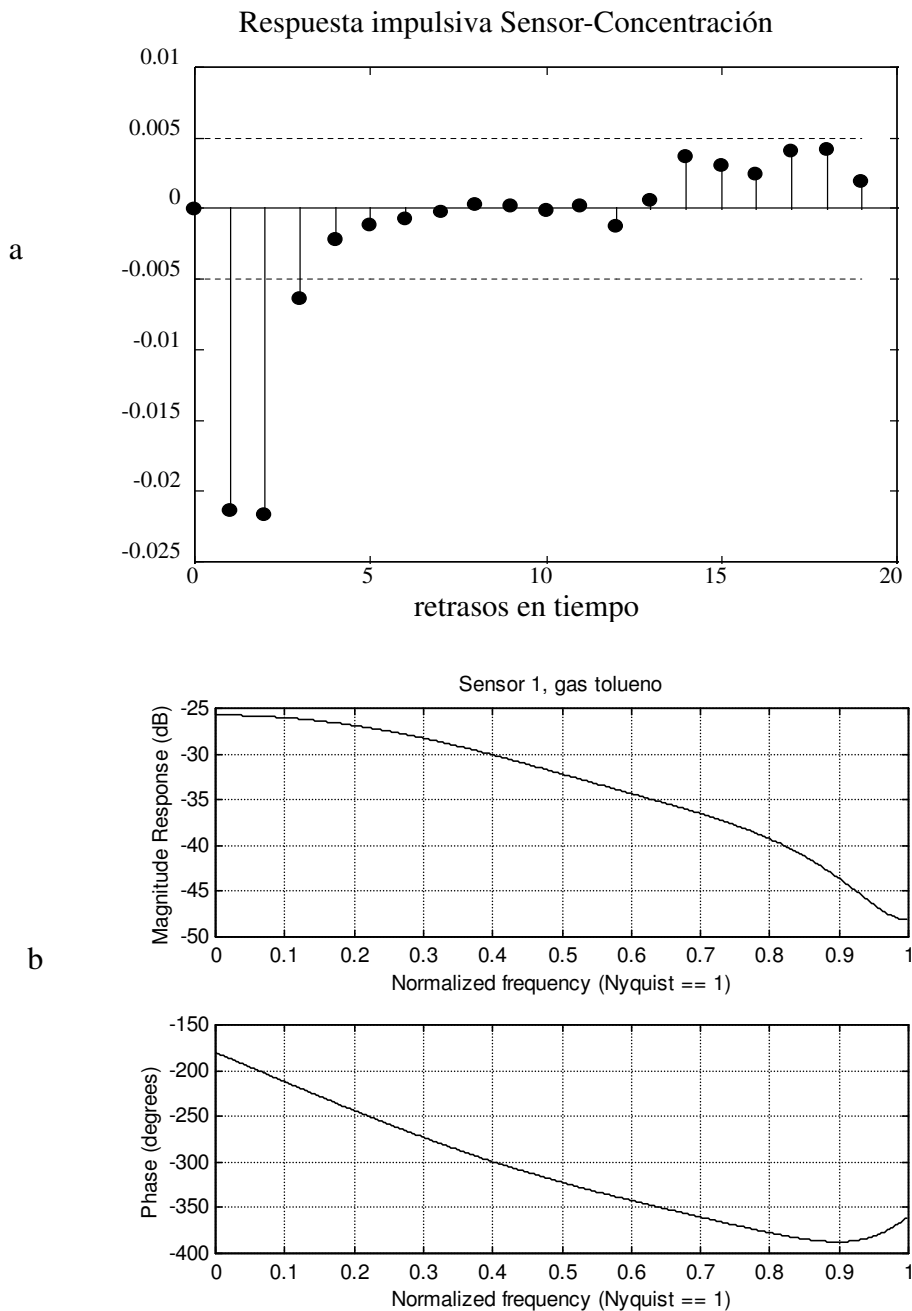 Respuesta impulsiva Sensor-Concentración
0.01
0.005
0
-0.005
-0.01
-0.015
-0.02
-0.025
0 5 10 15 20
retrasos en tiempo
a
Sensor 1, gas tolueno
Magnitude Response (dB)
-25
-30
-35
-40
-45
-50
0 0.1 0.2 0.3 0.4 0.5 0.6 0.7 0.8 0.9 1
Normalized frequency (Nyquist == 1)
b
Phase (degrees)
-150
-200
-250
-300
-350
-400
0 0.1 0.2 0.3 0.4 0.5 0.6 0.7 0.8 0.9 1
Normalized frequency (Nyquist == 1)